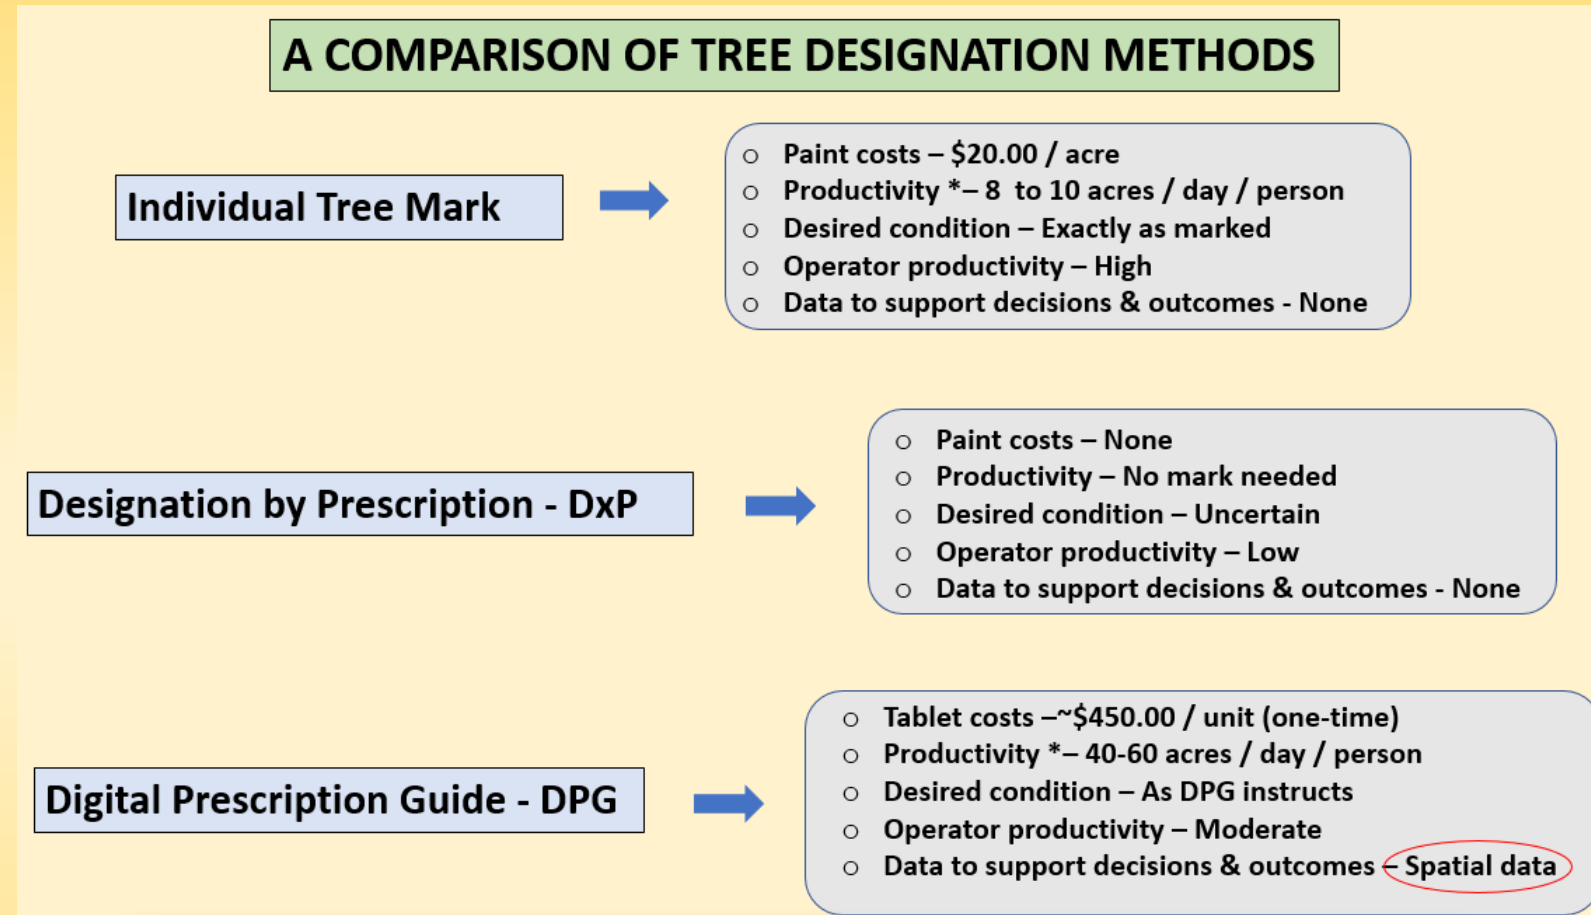 A COMPARISON OF TREE DESIGNATION METHODS
Individual Tree Mark
o Paint costs – $20.00 / acre
o Productivity *– 8  to 10 acres / day / person
o Desired condition – Exactly as marked
o Operator productivity – High
o Data to support decisions & outcomes - None
Designation by Prescription - DxP
o Paint costs – None
o Productivity – No mark needed
o Desired condition – Uncertain
o Operator productivity – Low
o Data to support decisions & outcomes - None
Digital Prescription Guide - DPG
o Tablet costs –~$450.00 / unit (one-time)
o Productivity *– 40-60 acres / day / person
o Desired condition – As DPG instructs
o Operator productivity – Moderate
o Data to support decisions & outcomes – Spatial data